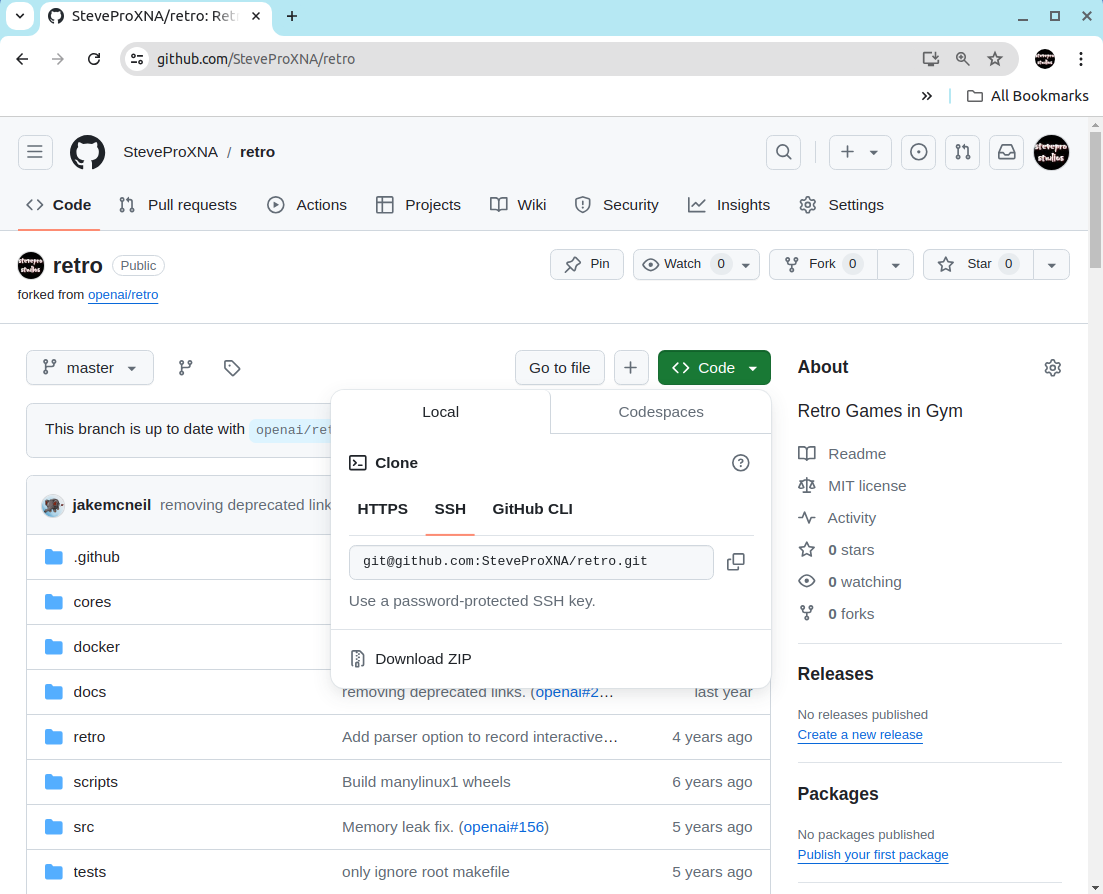 SteveProXNA/retro: Ret
github.com/SteveProXNA/retro
All Bookmarks
SteveProXNA / retro
stevepro studios
Code Pull requests Actions Projects Wiki Security Insights Settings
retro Public
Pin Watch 0 Fork 0 Star 0
forked from openai/retro
master Go to file Code
About
Local Codespaces
This branch is up to date with openai/ret
Retro Games in Gym
Clone
Readme
MIT license
jakemcneil removing deprecated link
HTTPS SSH GitHub CLI
Activity
.github
git@github.com:SteveProXNA/retro.git
0 stars
cores
Use a password-protected SSH key.
0 watching
0 forks
docker
Download ZIP
Releases
docs removing deprecated links. (openai#2… last year
No releases published
Create a new release
retro Add parser option to record interactive… 4 years ago
scripts Build manylinux1 wheels 6 years ago
Packages
src Memory leak fix. (openai#156) 5 years ago
No packages published
Publish your first package
tests only ignore root makefile 5 years ago